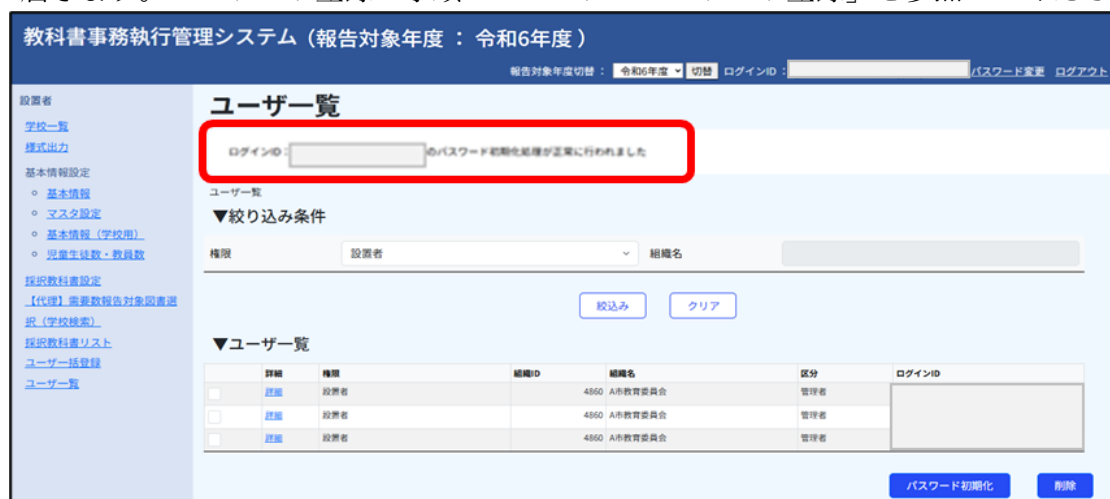 教科書事務執行管理システム（報告対象年度 ： 令和6年度 ）
報告対象年度切替 ： 令和6年度 切替 ログインID ： パスワード変更 ログアウト
設置者
学校一覧
様式出力
基本情報設定
基本情報
マスタ設定
基本情報（学校用）
児童生徒数・教員数
採択教科書設定
【代理】需要数報告対象図書選
択（学校検索）
採択教科書リスト
ユーザ一括登録
ユーザ一覧
ユーザ一覧
ログインID： のパスワード初期化処理が正常に行われました
ユーザ一覧
▼絞り込み条件
権限 設置者 組織名
絞込み クリア
▼ユーザ一覧
詳細 権限 組織ID 組織名 区分 ログインID
詳細 設置者 4860 A市教育委員会 管理者
詳細 設置者 4860 A市教育委員会 管理者
詳細 設置者 4860 A市教育委員会 管理者
パスワード初期化 削除